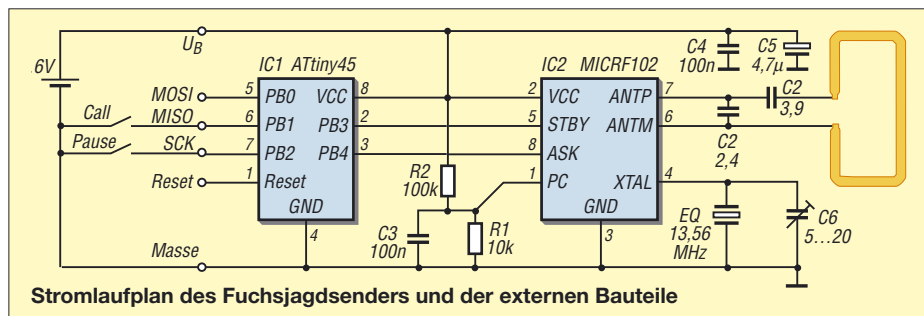 U_B
6V
IC1 ATtiny45
IC2 MICRF102
C4
100n
C5
4,7µ
MOSI 5 PB0 VCC 8
2 VCC ANTP 7
C2
3,9
Call
MISO 6 PB1 PB3 2
5 STBY ANTM 6
Pause
SCK 7 PB2 PB4 3
8 ASK
C2
2,4
R2
100k
Reset 1 Reset
1 PC XTAL 4
GND
4
GND
3
C3
100n
R1
10k
EQ
13,56
MHz
C6
5...20
Masse
Stromlaufplan des Fuchsjagdsenders und der externen Bauteile